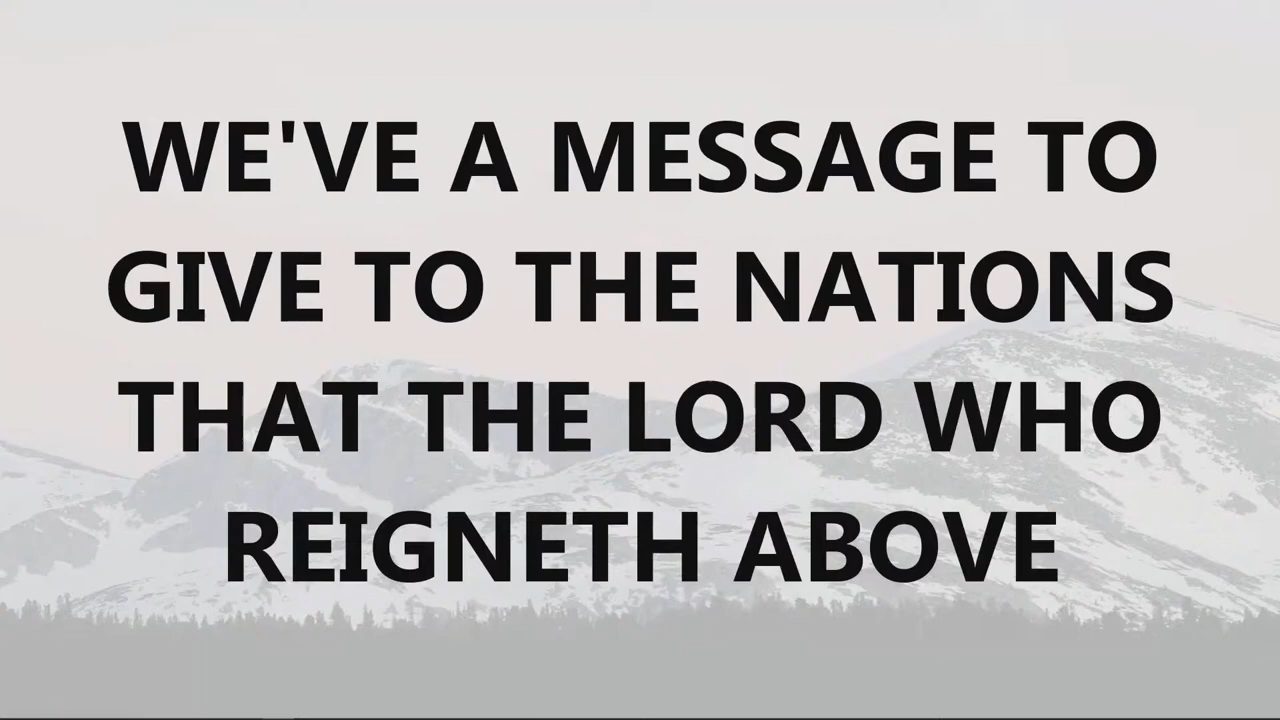 WE'VE A MESSAGE TO
GIVE TO THE NATIONS
THAT THE LORD WHO
REIGNETH ABOVE